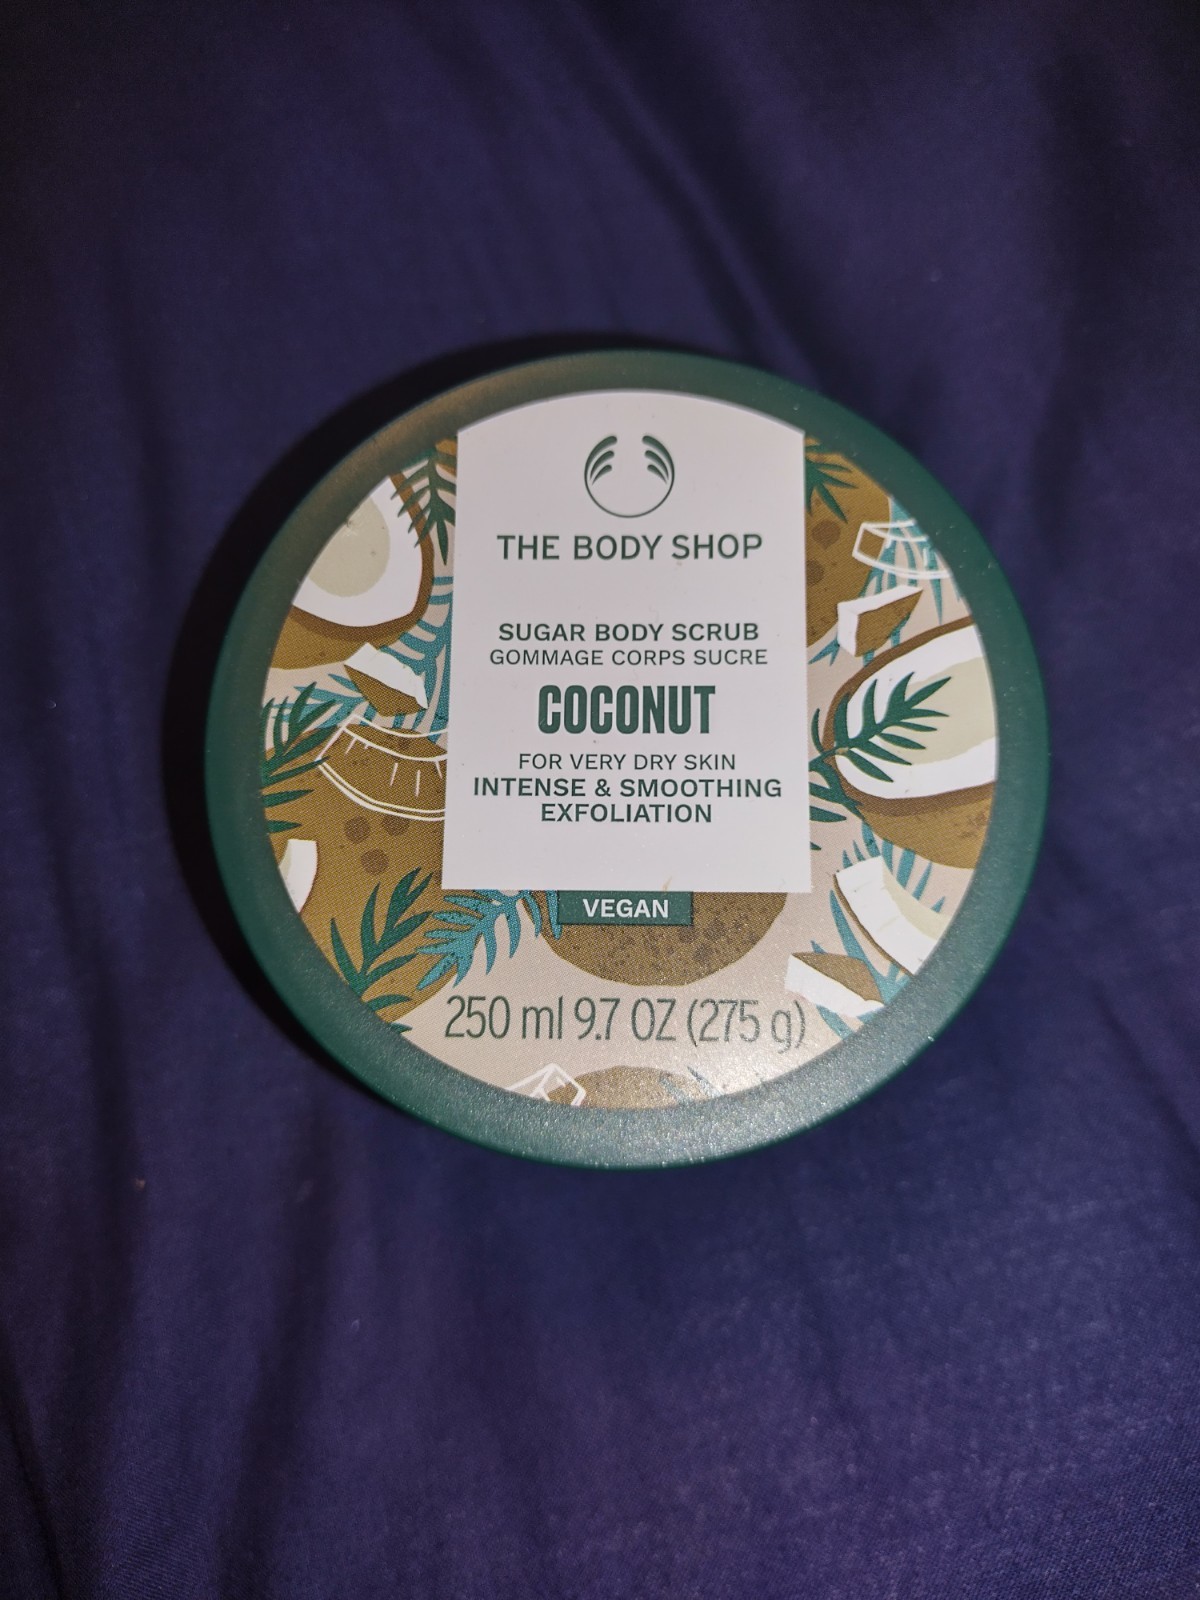 THE BODY SHOP
SUGAR BODY SCRUB
GOMMAGE CORPS SUCRE
COCONUT
FOR VERY DRY SKIN
INTENSE & SMOOTHING
EXFOLIATION
VEGAN
250 ml 9.7 OZ (275 g)